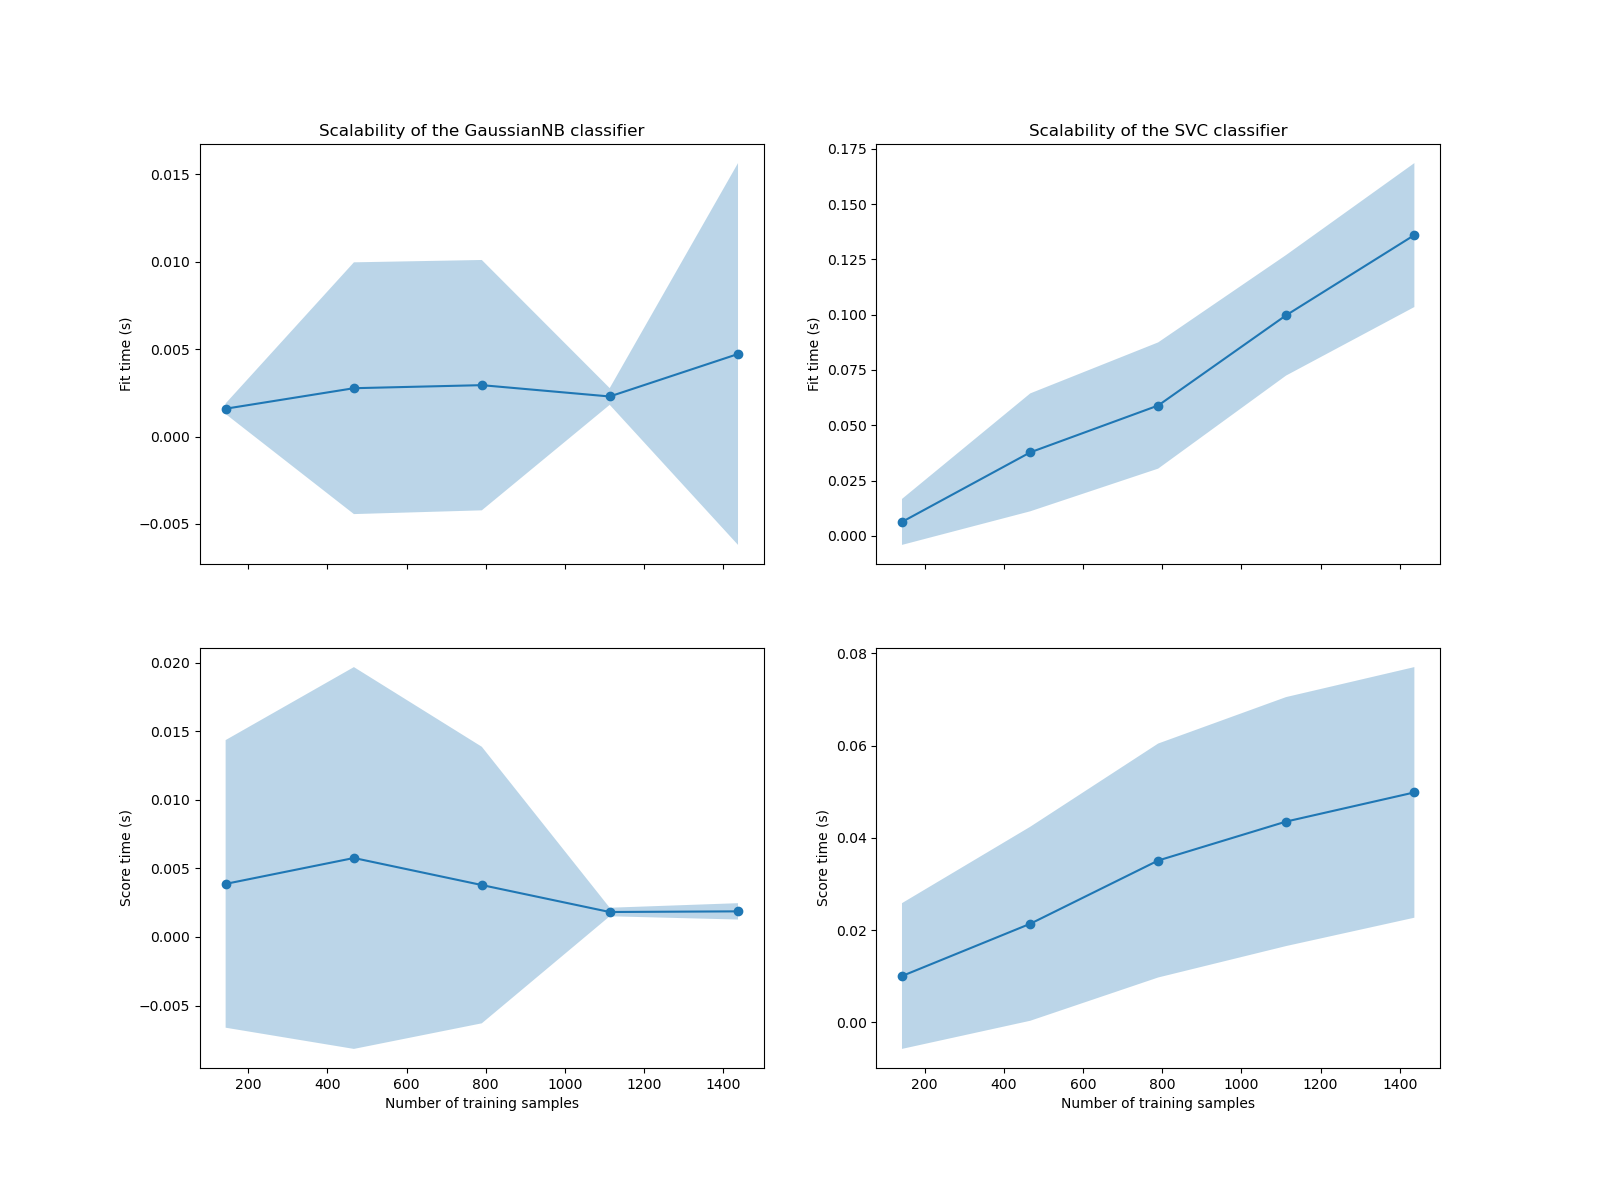 Scalability of the GaussianNB classifier
0.015
0.010
0.005
0.000
−0.005
Fit time (s)
Scalability of the SVC classifier
0.175
0.150
0.125
0.100
0.075
0.050
0.025
0.000
Fit time (s)
0.020
0.015
0.010
0.005
0.000
−0.005
Score time (s)
200 400 600 800 1000 1200 1400
Number of training samples
0.08
0.06
0.04
0.02
0.00
Score time (s)
200 400 600 800 1000 1200 1400
Number of training samples